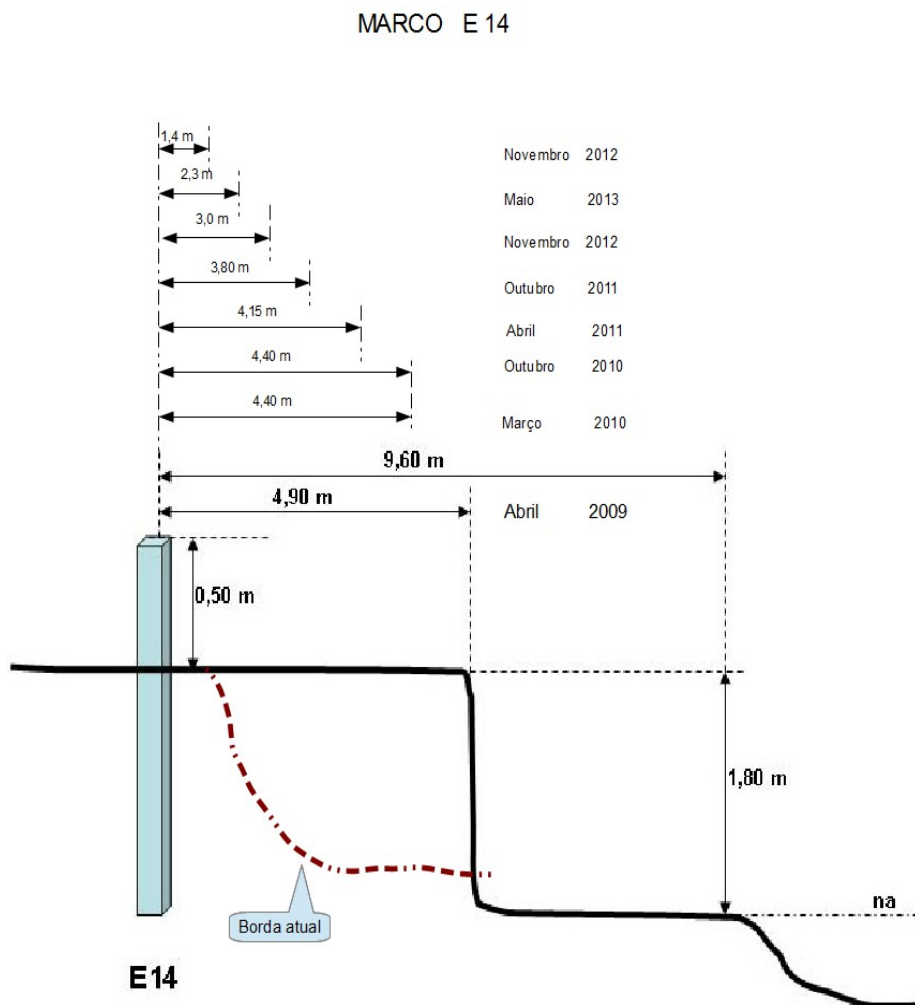 MARCO E 14
1,4 m
Novembro 2012
2,3 m
Maio 2013
3,0 m
Novembro 2012
3,80 m
Outubro 2011
4,15 m
Abril 2011
4,40 m
Outubro 2010
4,40 m
Março 2010
9,60 m
4,90 m
Abril 2009
0,50 m
1,80 m
na
Borda atual
E14